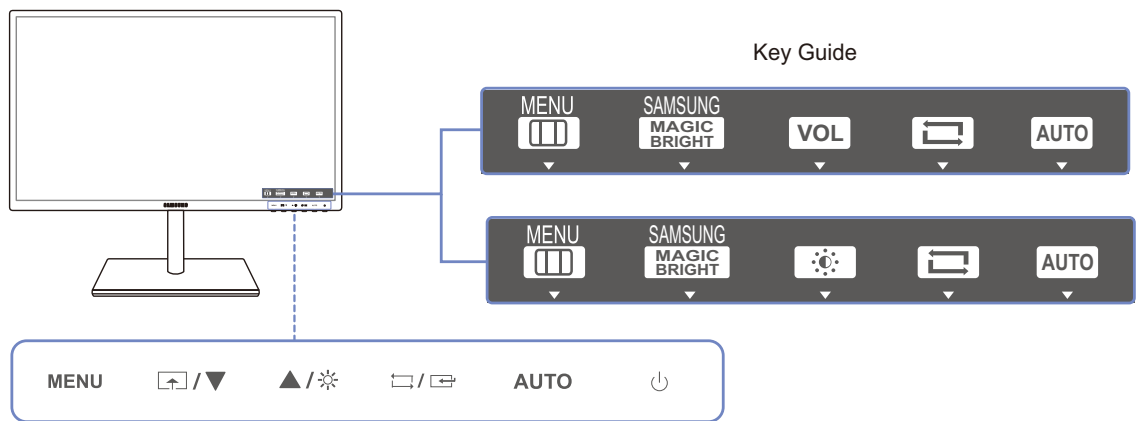 Key Guide
MENU
SAMSUNG
MAGIC
BRIGHT
VOL
AUTO
SAMSUNG
MENU
SAMSUNG
MAGIC
BRIGHT
AUTO
MENU
/▼
▲/
/
AUTO